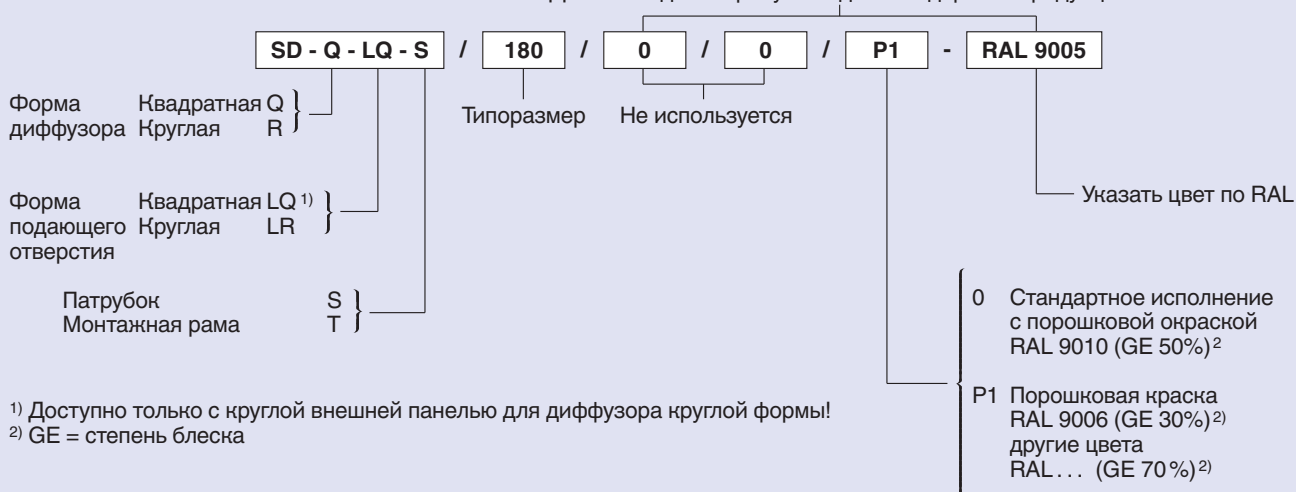 SD - Q - LQ - S / 180 / 0 / 0 / P1 - RAL 9005
Форма диффузора
Квадратная Q
Круглая R
Типоразмер
Не используется
Форма подающего отверстия
Квадратная LQ 1)
Круглая LR
Указать цвет по RAL
Патрубок S
Монтажная рама T
0 Стандартное исполнение
с порошковой окраской
RAL 9010 (GE 50%)2
P1 Порошковая краска
RAL 9006 (GE 30%)2)
другие цвета
RAL... (GE 70%)2)
1) Доступно только с круглой внешней панелью для диффузора круглой формы!
2) GE = степень блеска